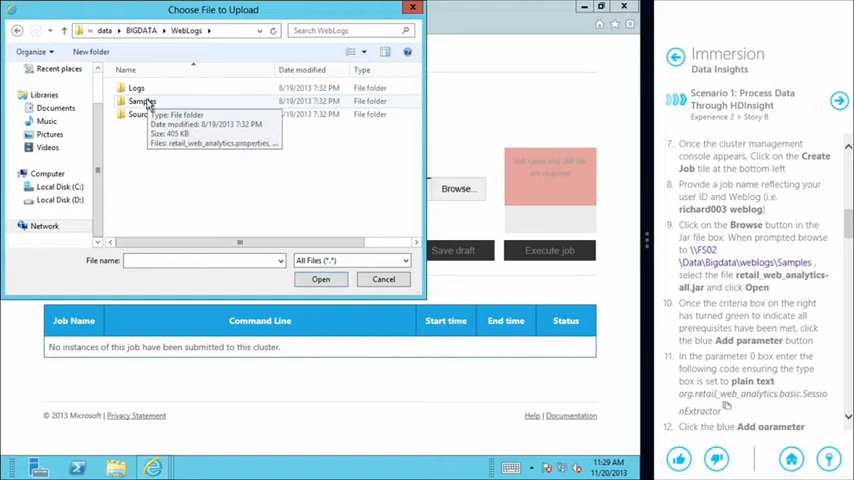 Choose File to Upload
X
« data ▸ BIGDATA ▸ WebLogs ▸
Search WebLogs
Organize
New folder
Name
Date modified
Type
Recent places
Libraries
Documents
Music
Pictures
Videos
Computer
Local Disk (C:)
Local Disk (D:)
Network
Logs 8/19/2013 7:32 PM File folder
Samples 8/19/2013 7:32 PM File folder
8/19/2013 7:32 PM File folder
Type: File folder
Date modified: 8/19/2013 7:32 PM
Size: 405 KB
Files: retail_web_analytics.properties, ...
File name:
All Files (*.*)
Open
Cancel
Browse...
Job name and JAR file
are required
Save draft
Execute job
Job Name Command Line Start time End time Status
No instances of this job have been submitted to this cluster.
© 2013 Microsoft | Privacy Statement
Help | Documentation
11:29 AM
11/20/2013
Immersion
Data Insights
Scenario 1: Process Data
Through HDInsight
Experience 2 > Story B
7. Once the cluster management
console appears, Click on the Create
Job tile at the bottom left
8. Provide a job name reflecting your
user ID and Weblog (i.e.
richard003 weblog)
9. Click on the Browse button in the
Jar file box. When prompted browse
to \\FS02
\Data\Bigdata\weblogs\Samples ,
select the file retail_web_analytics-
all.jar and click Open
10. Once the criteria box on the right
has turned green to indicate all
prerequisites have been met, click
the blue Add parameter button
11. In the parameter 0 box enter the
following code ensuring the type
box is set to plain text
org.retail_web_analytics.basic.Sessio
nExtractor
12. Click the blue Add parameter